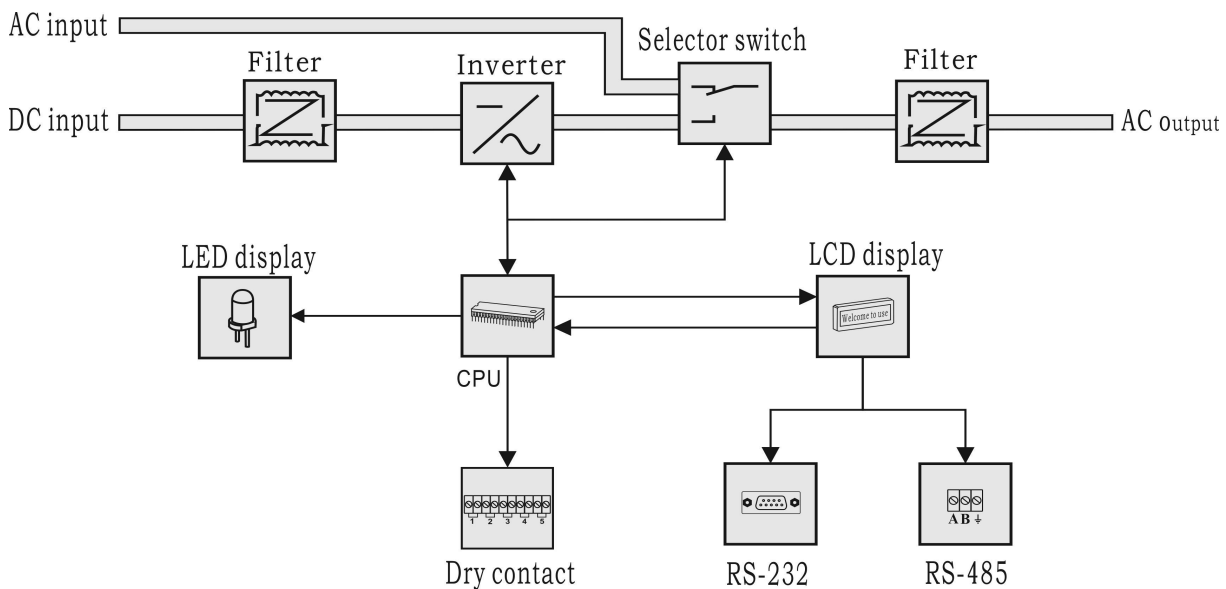 AC input
Selector switch
Filter
Inverter
Filter
DC input
AC output
LED display
LCD display
Welcome to use
CPU
1 2 3 4 5
A B
Dry contact
RS-232
RS-485